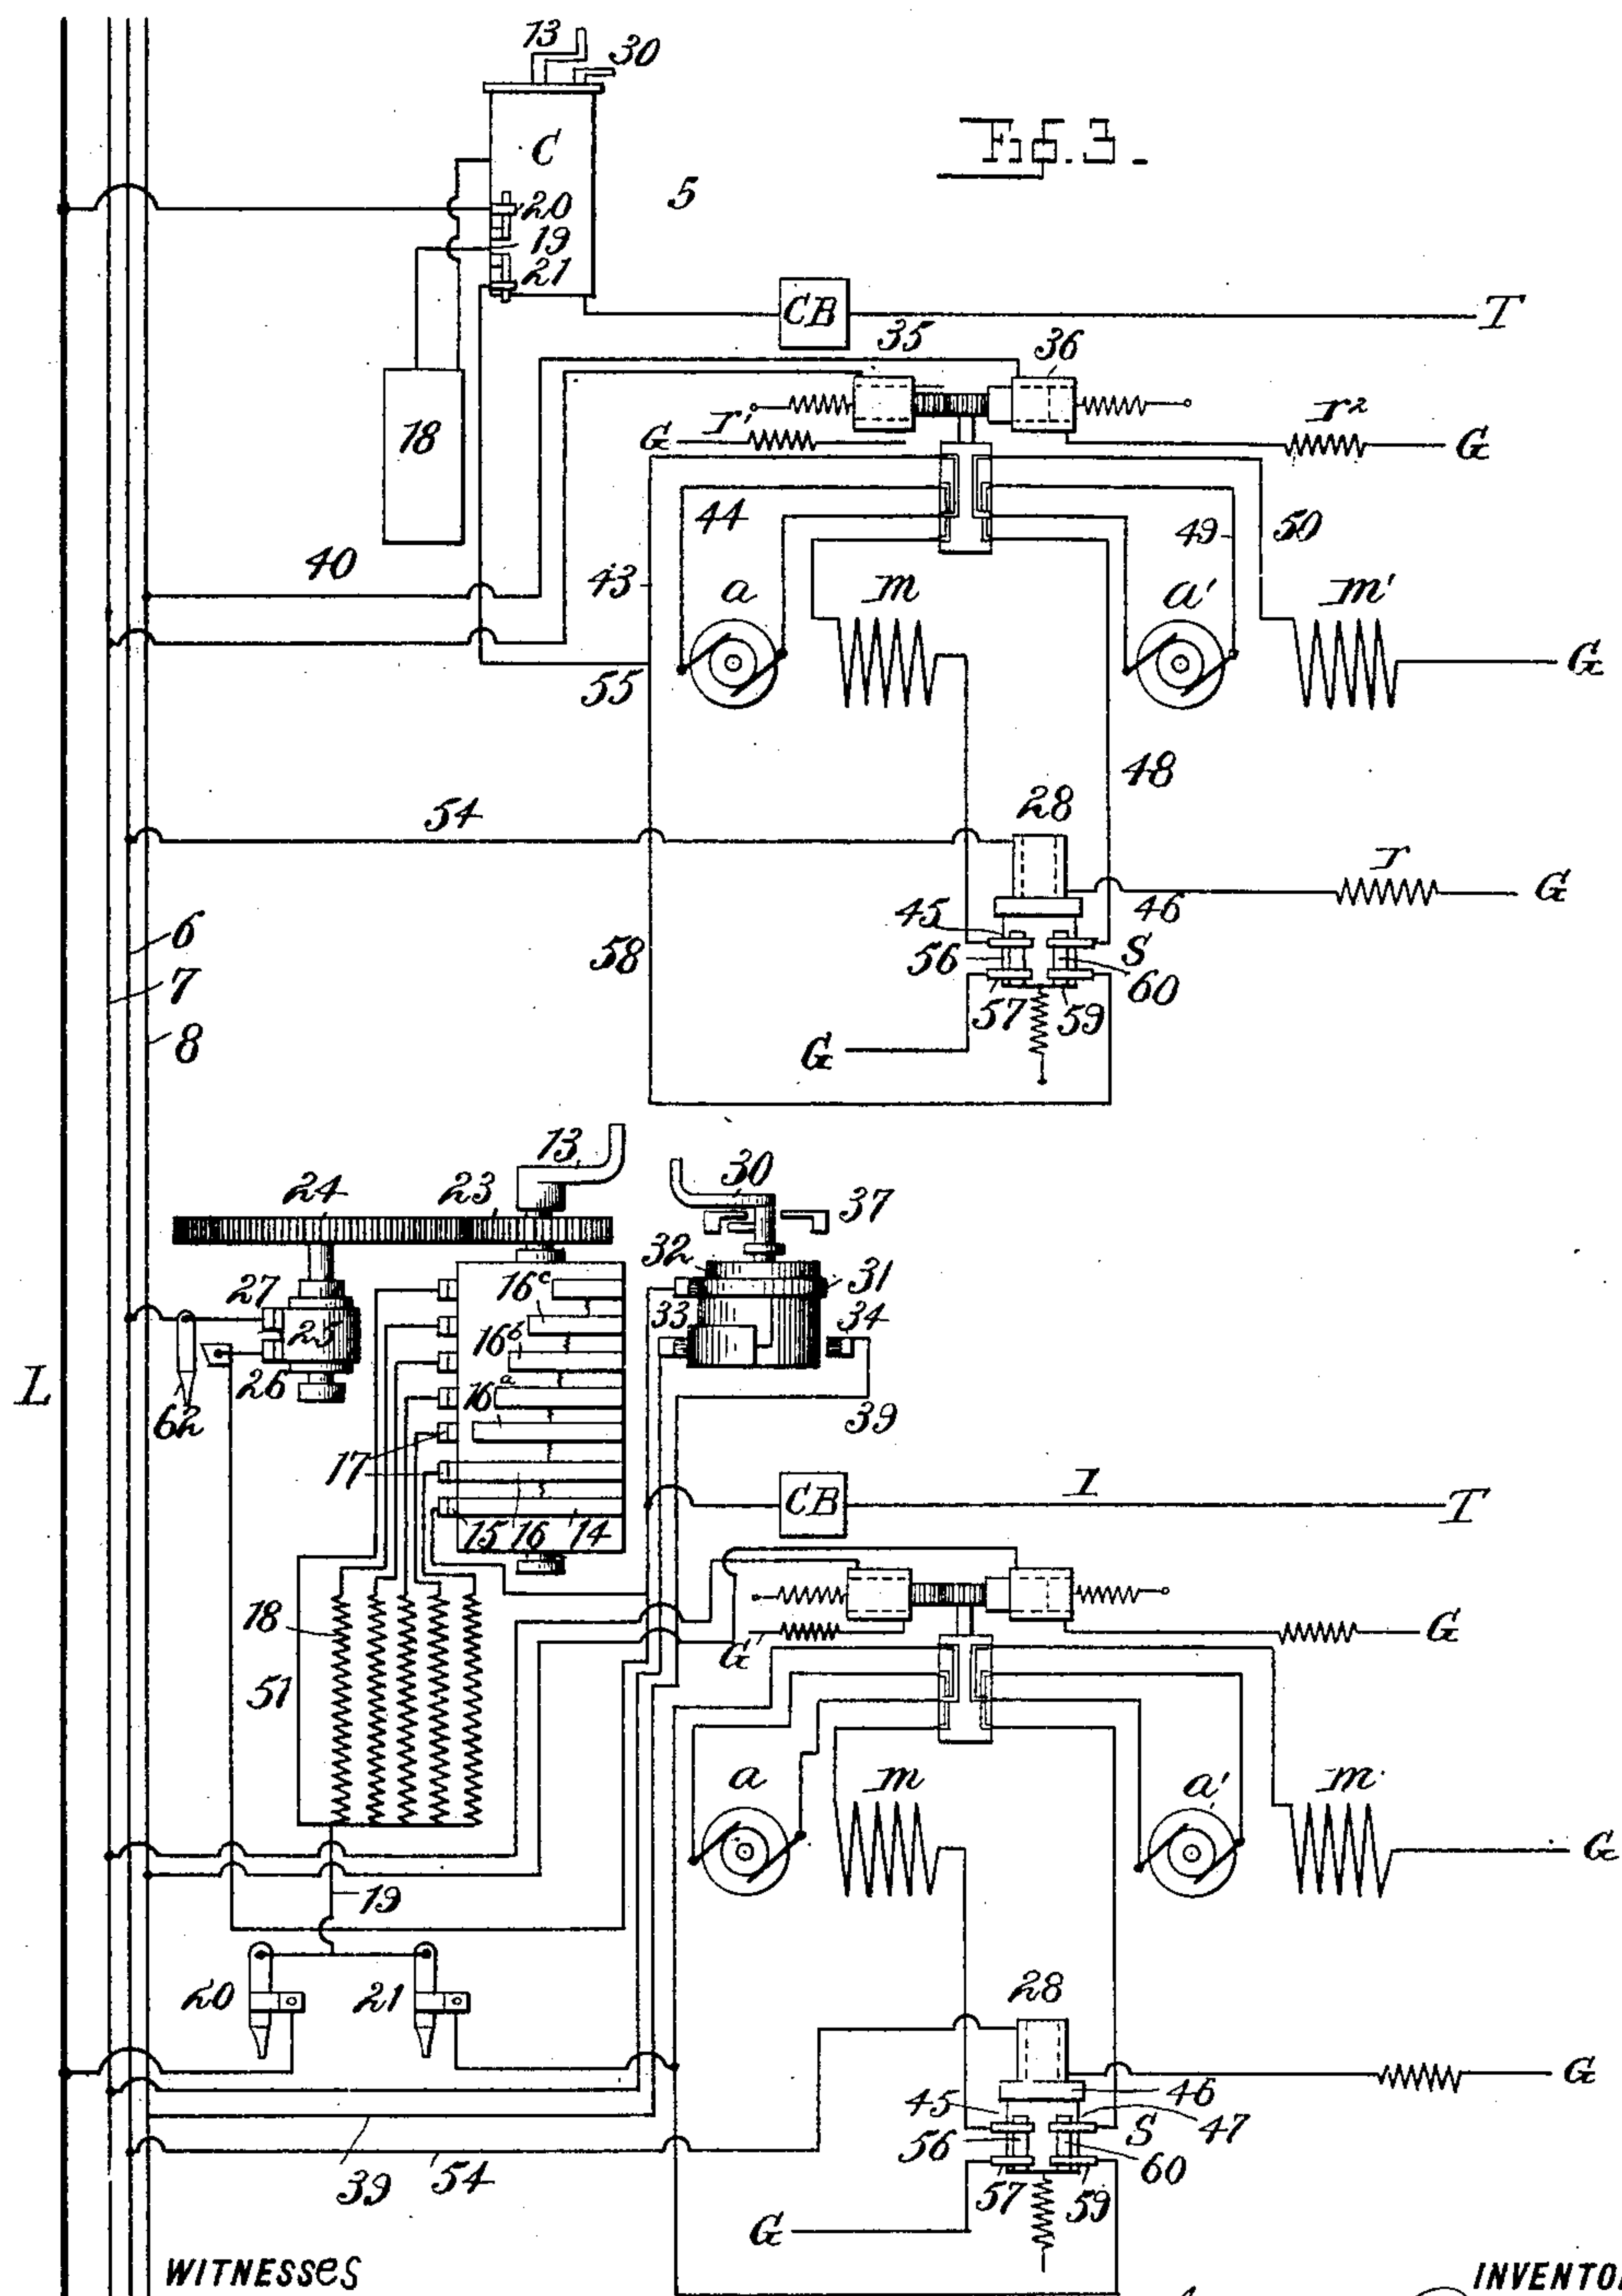 13 30
Fig. 3.
C
5
20
19
21
CB T
35 36
18 r' r²
G G
44 49 50
40 43 a m a' m'
G
55
48
54 28
r G
45 46
6 58 56 S
60
7 57 59
8 G
13 30
24 23 37
32 31
16c
27 33 34
25 16b
L 26 16a
62 39
17
CB 1 T
15 16 14
18 G
G
51
a m a' m'
G
19
20 21 28
G
45 46
S 47
56 60
39 54 57 59
G
WITNESSes INVENTO